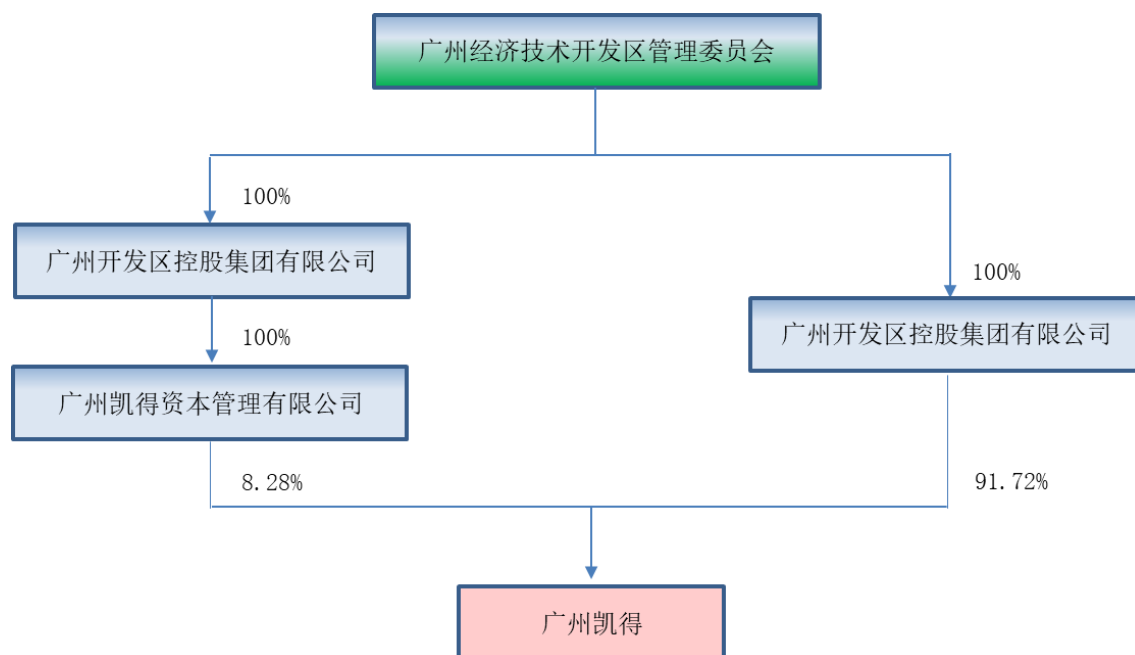 广州经济技术开发区管理委员会
100%
广州开发区控股集团有限公司
100%
100%
广州开发区控股集团有限公司
广州凯得资本管理有限公司
8.28%
91.72%
广州凯得